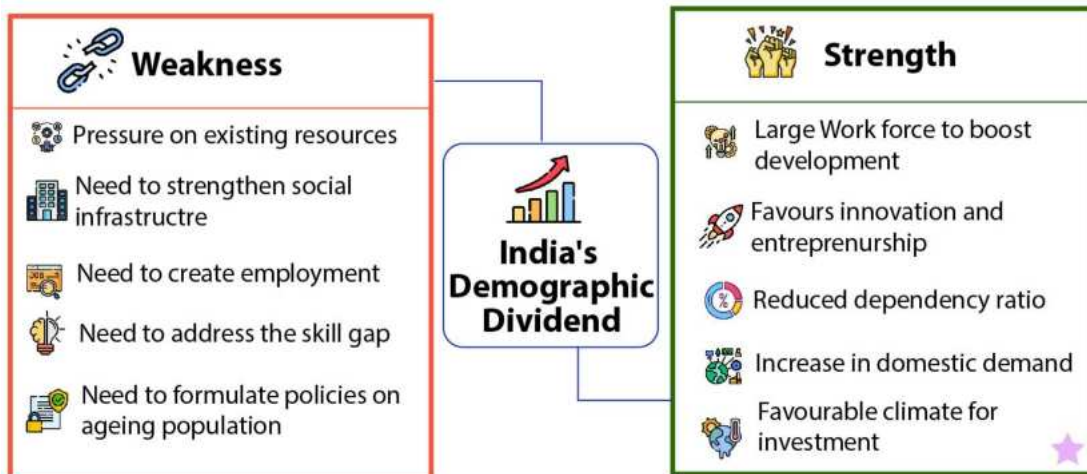 Weakness
Pressure on existing resources
Need to strengthen social
infrastructre
Need to create employment
Need to address the skill gap
Need to formulate policies on
ageing population
India's
Demographic
Dividend
Strength
Large Work force to boost
development
Favours innovation and
entreprenurship
Reduced dependency ratio
Increase in domestic demand
Favourable climate for
investment